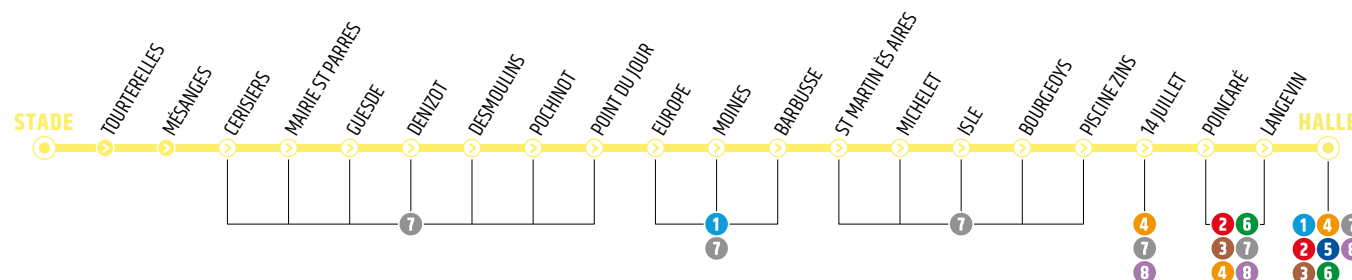 STADE
TOURTERELLES
MÉSANGES
CERISIERS
MAIRIE ST PARRES
GUESDE
DENIZOT
DESMOULINS
POCHINOT
POINT DU JOUR
EUROPE
MOINES
BARBUSSE
ST MARTIN ÈS AIRES
MICHELET
ISLE
BOURGEOYS
PISCINE ZINS
14 JUILLET
POINCARÉ
LANGEVIN
HALLE
7
1
7
7
4
7
8
2 6
3 7
4 8
1 4 7
2 5 8
3 6